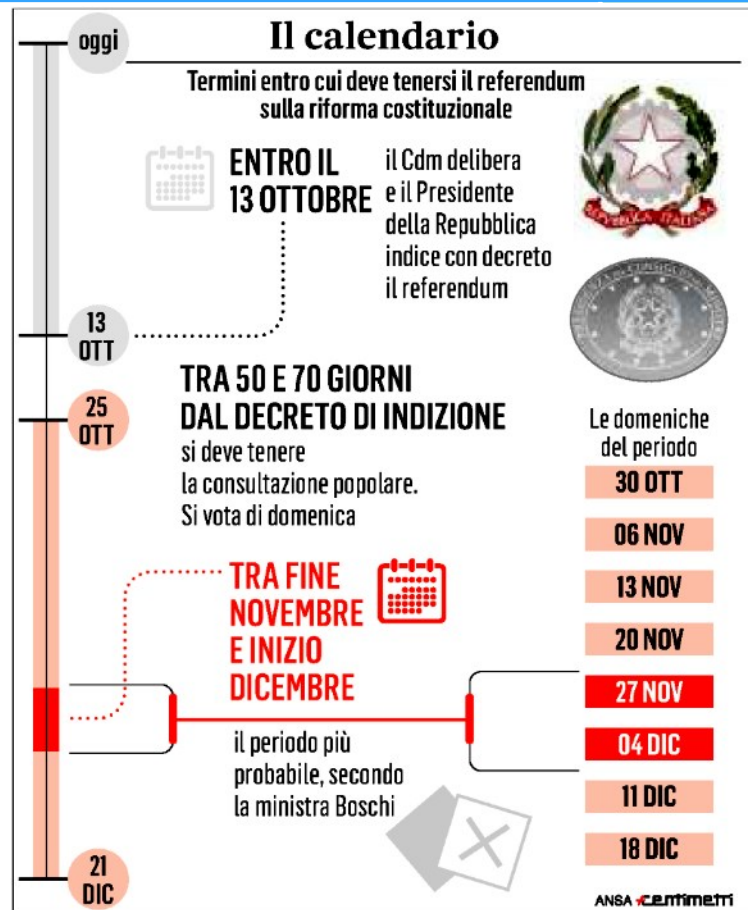 oggi
Il calendario
Termini entro cui deve tenersi il referendum
sulla riforma costituzionale
ENTRO IL
13 OTTOBRE
il Cdm delibera
e il Presidente
della Repubblica
indice con decreto
il referendum
REPVBBLICA ITALIANA
13
OTT
25
OTT
TRA 50 E 70 GIORNI
DAL DECRETO DI INDIZIONE
si deve tenere
la consultazione popolare.
Si vota di domenica
Le domeniche
del periodo
30 OTT
06 NOV
13 NOV
20 NOV
27 NOV
04 DIC
11 DIC
18 DIC
TRA FINE
NOVEMBRE
E INIZIO
DICEMBRE
il periodo più
probabile, secondo
la ministra Boschi
21
DIC
ANSA centimetri